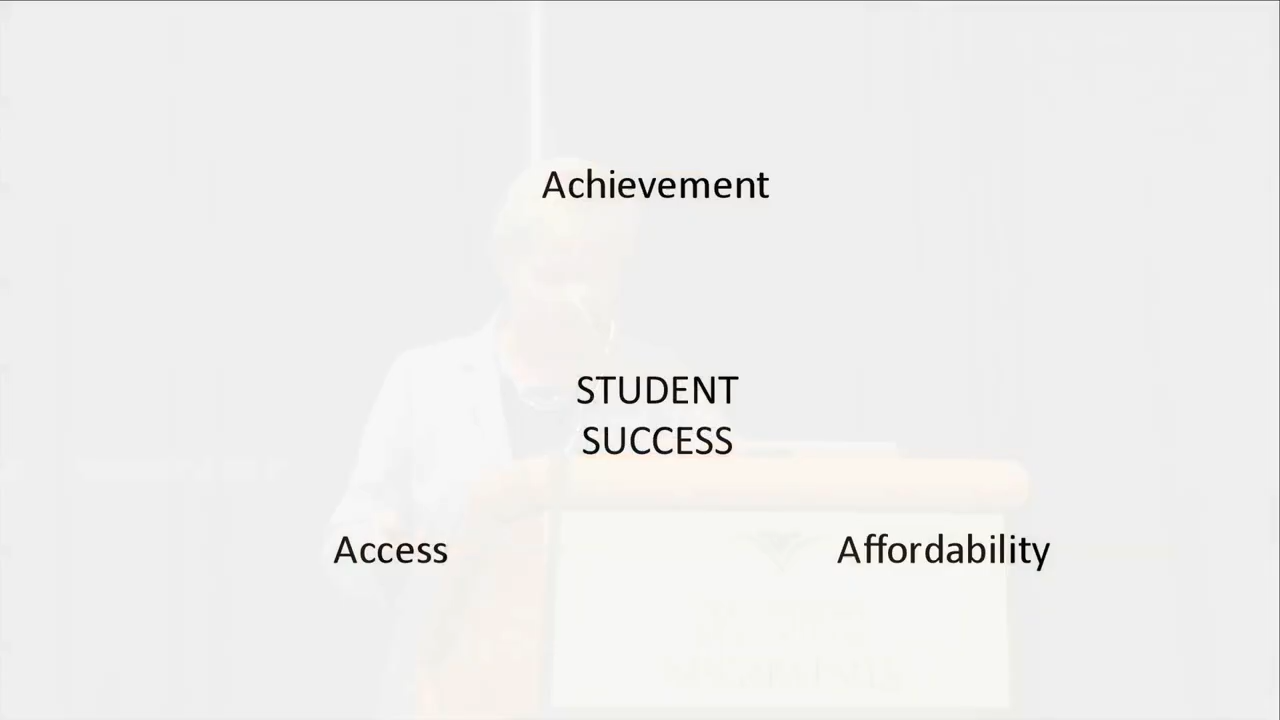 Achievement
STUDENT
SUCCESS
Access
Affordability